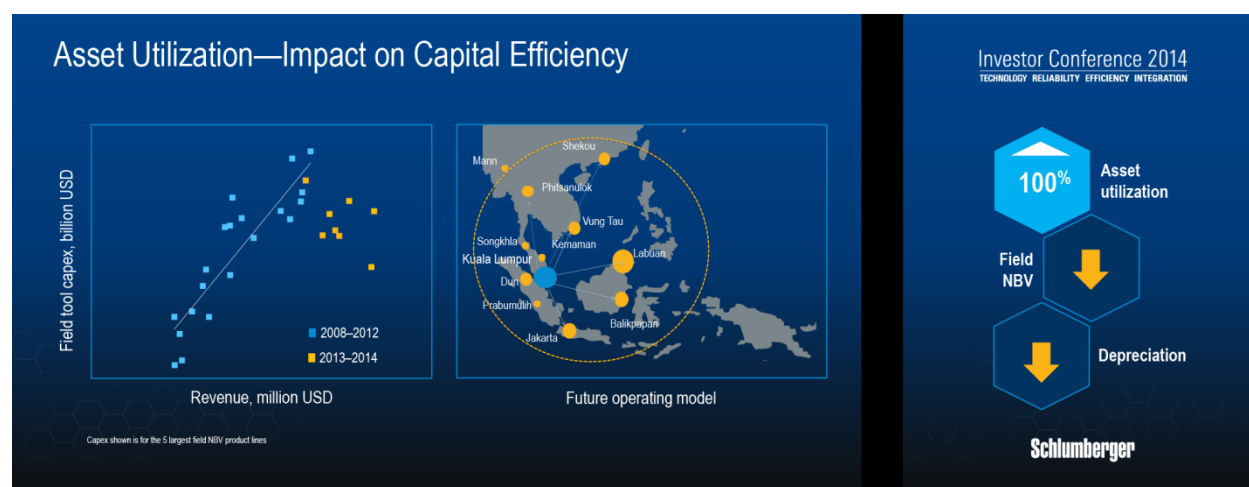 Asset Utilization—Impact on Capital Efficiency
Field tool capex, billion USD
2008–2012
2013–2014
Revenue, million USD
Capex shown is for the 5 largest field NBV product lines
Mann
Shekou
Phitsanulok
Vung Tau
Songkhla
Kemaman
Kuala Lumpur
Labuan
Duri
Prabumulih
Balikpapan
Jakarta
Future operating model
Investor Conference 2014
TECHNOLOGY RELIABILITY EFFICIENCY INTEGRATION
100%
Asset
utilization
Field
NBV
Depreciation
Schlumberger